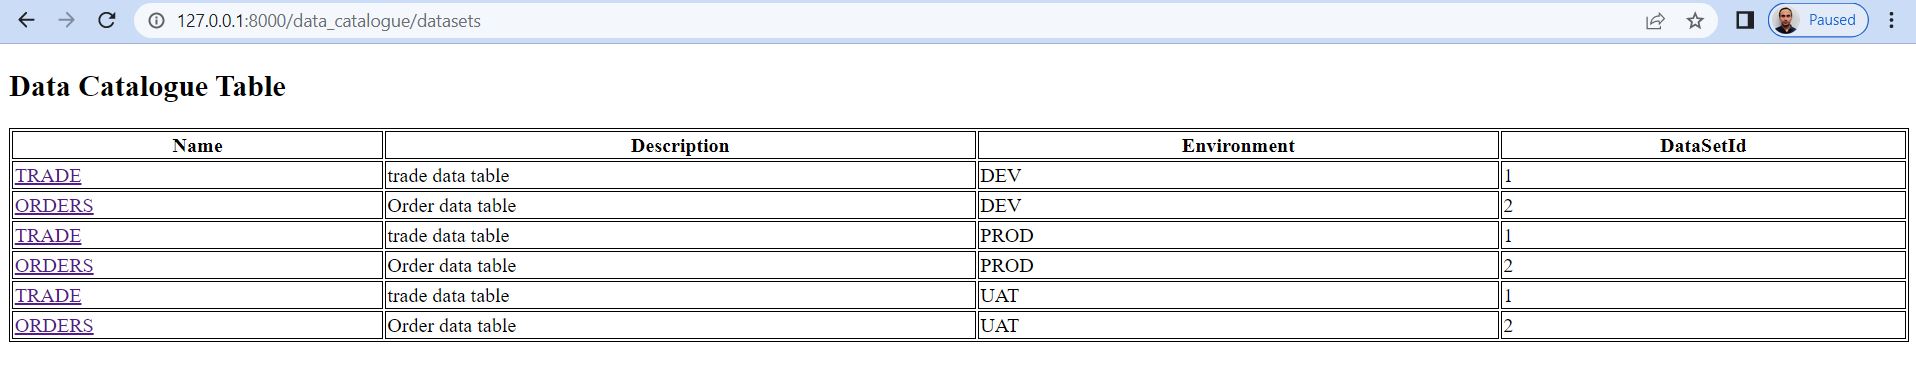 127.0.0.1:8000/data_catalogue/datasets Paused
Data Catalogue Table
Name Description Environment DataSetId
TRADE trade data table DEV 1
ORDERS Order data table DEV 2
TRADE trade data table PROD 1
ORDERS Order data table PROD 2
TRADE trade data table UAT 1
ORDERS Order data table UAT 2